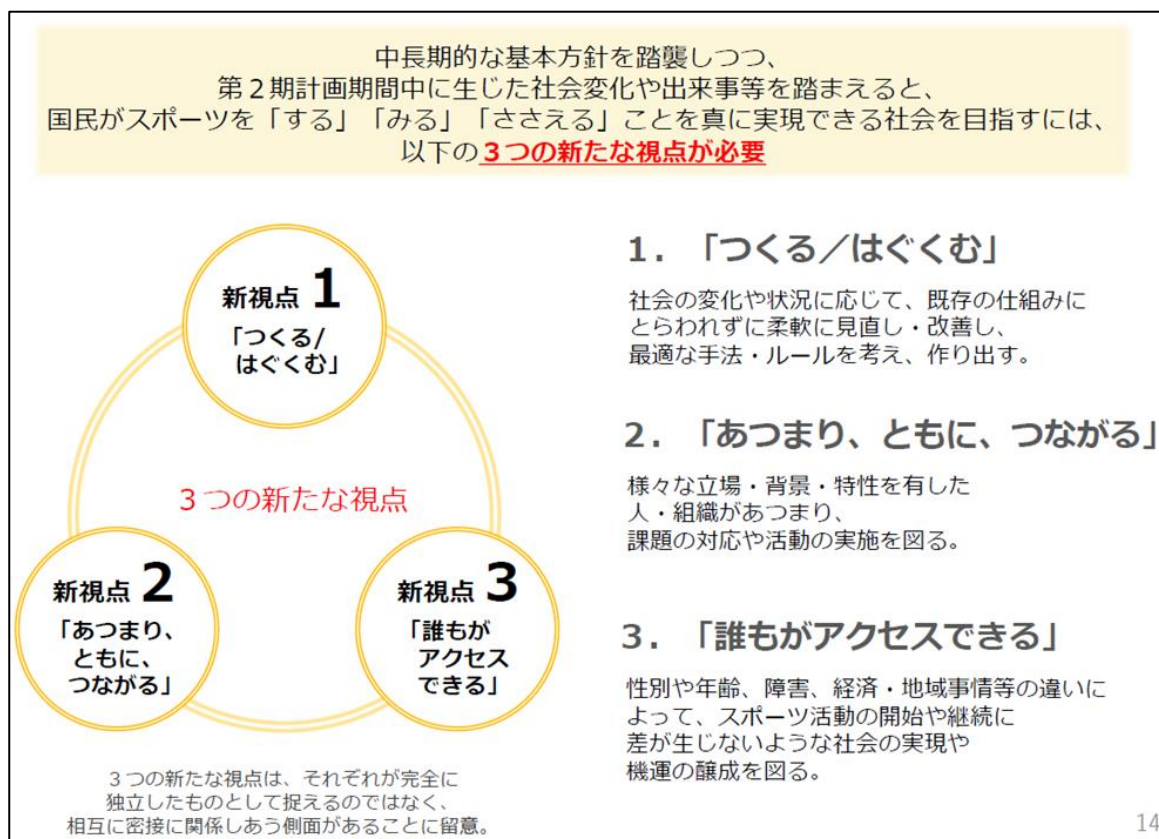 中長期的な基本方針を踏襲しつつ、
第２期計画期間中に生じた社会変化や出来事等を踏まえると、
国民がスポーツを「する」「みる」「ささえる」ことを真に実現できる社会を目指すには、
以下の３つの新たな視点が必要
新視点 1
「つくる/
はぐくむ」
３つの新たな視点
新視点 2
「あつまり、
ともに、
つながる」
新視点 3
「誰もが
アクセス
できる」
３つの新たな視点は、それぞれが完全に
独立したものとして捉えるのではなく、
相互に密接に関係しあう側面があることに留意。
１．「つくる／はぐくむ」
社会の変化や状況に応じて、既存の仕組みに
とらわれずに柔軟に見直し・改善し、
最適な手法・ルールを考え、作り出す。
２．「あつまり、ともに、つながる」
様々な立場・背景・特性を有した
人・組織があつまり、
課題の対応や活動の実施を図る。
３．「誰もがアクセスできる」
性別や年齢、障害、経済・地域事情等の違いに
よって、スポーツ活動の開始や継続に
差が生じないような社会の実現や
機運の醸成を図る。
14